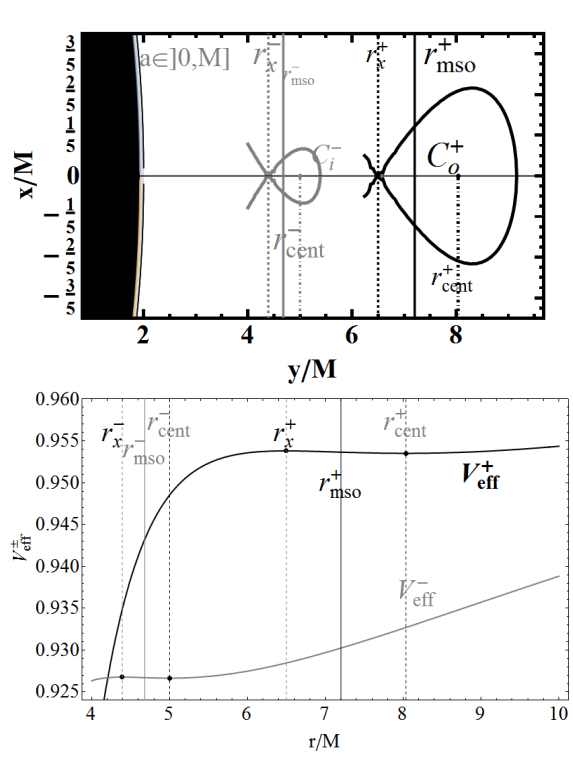 a∈]0,M]
r_x^-
r_mso^-
r_x^+
r_mso^+
C_i^-
C_o^+
r_cent^-
r_cent^+
x/M
3
2
5
2
1
5
1
5
0
5
1
-1
5
2
-2
5
3
-3
5
2 4 6 8
y/M
r_x^-
r_mso^-
r_cent^-
r_x^+
r_mso^+
r_cent^+
V_eff^+
V_eff^-
V_eff^±
0.960
0.955
0.950
0.945
0.940
0.935
0.930
0.925
4 5 6 7 8 9 10
r/M